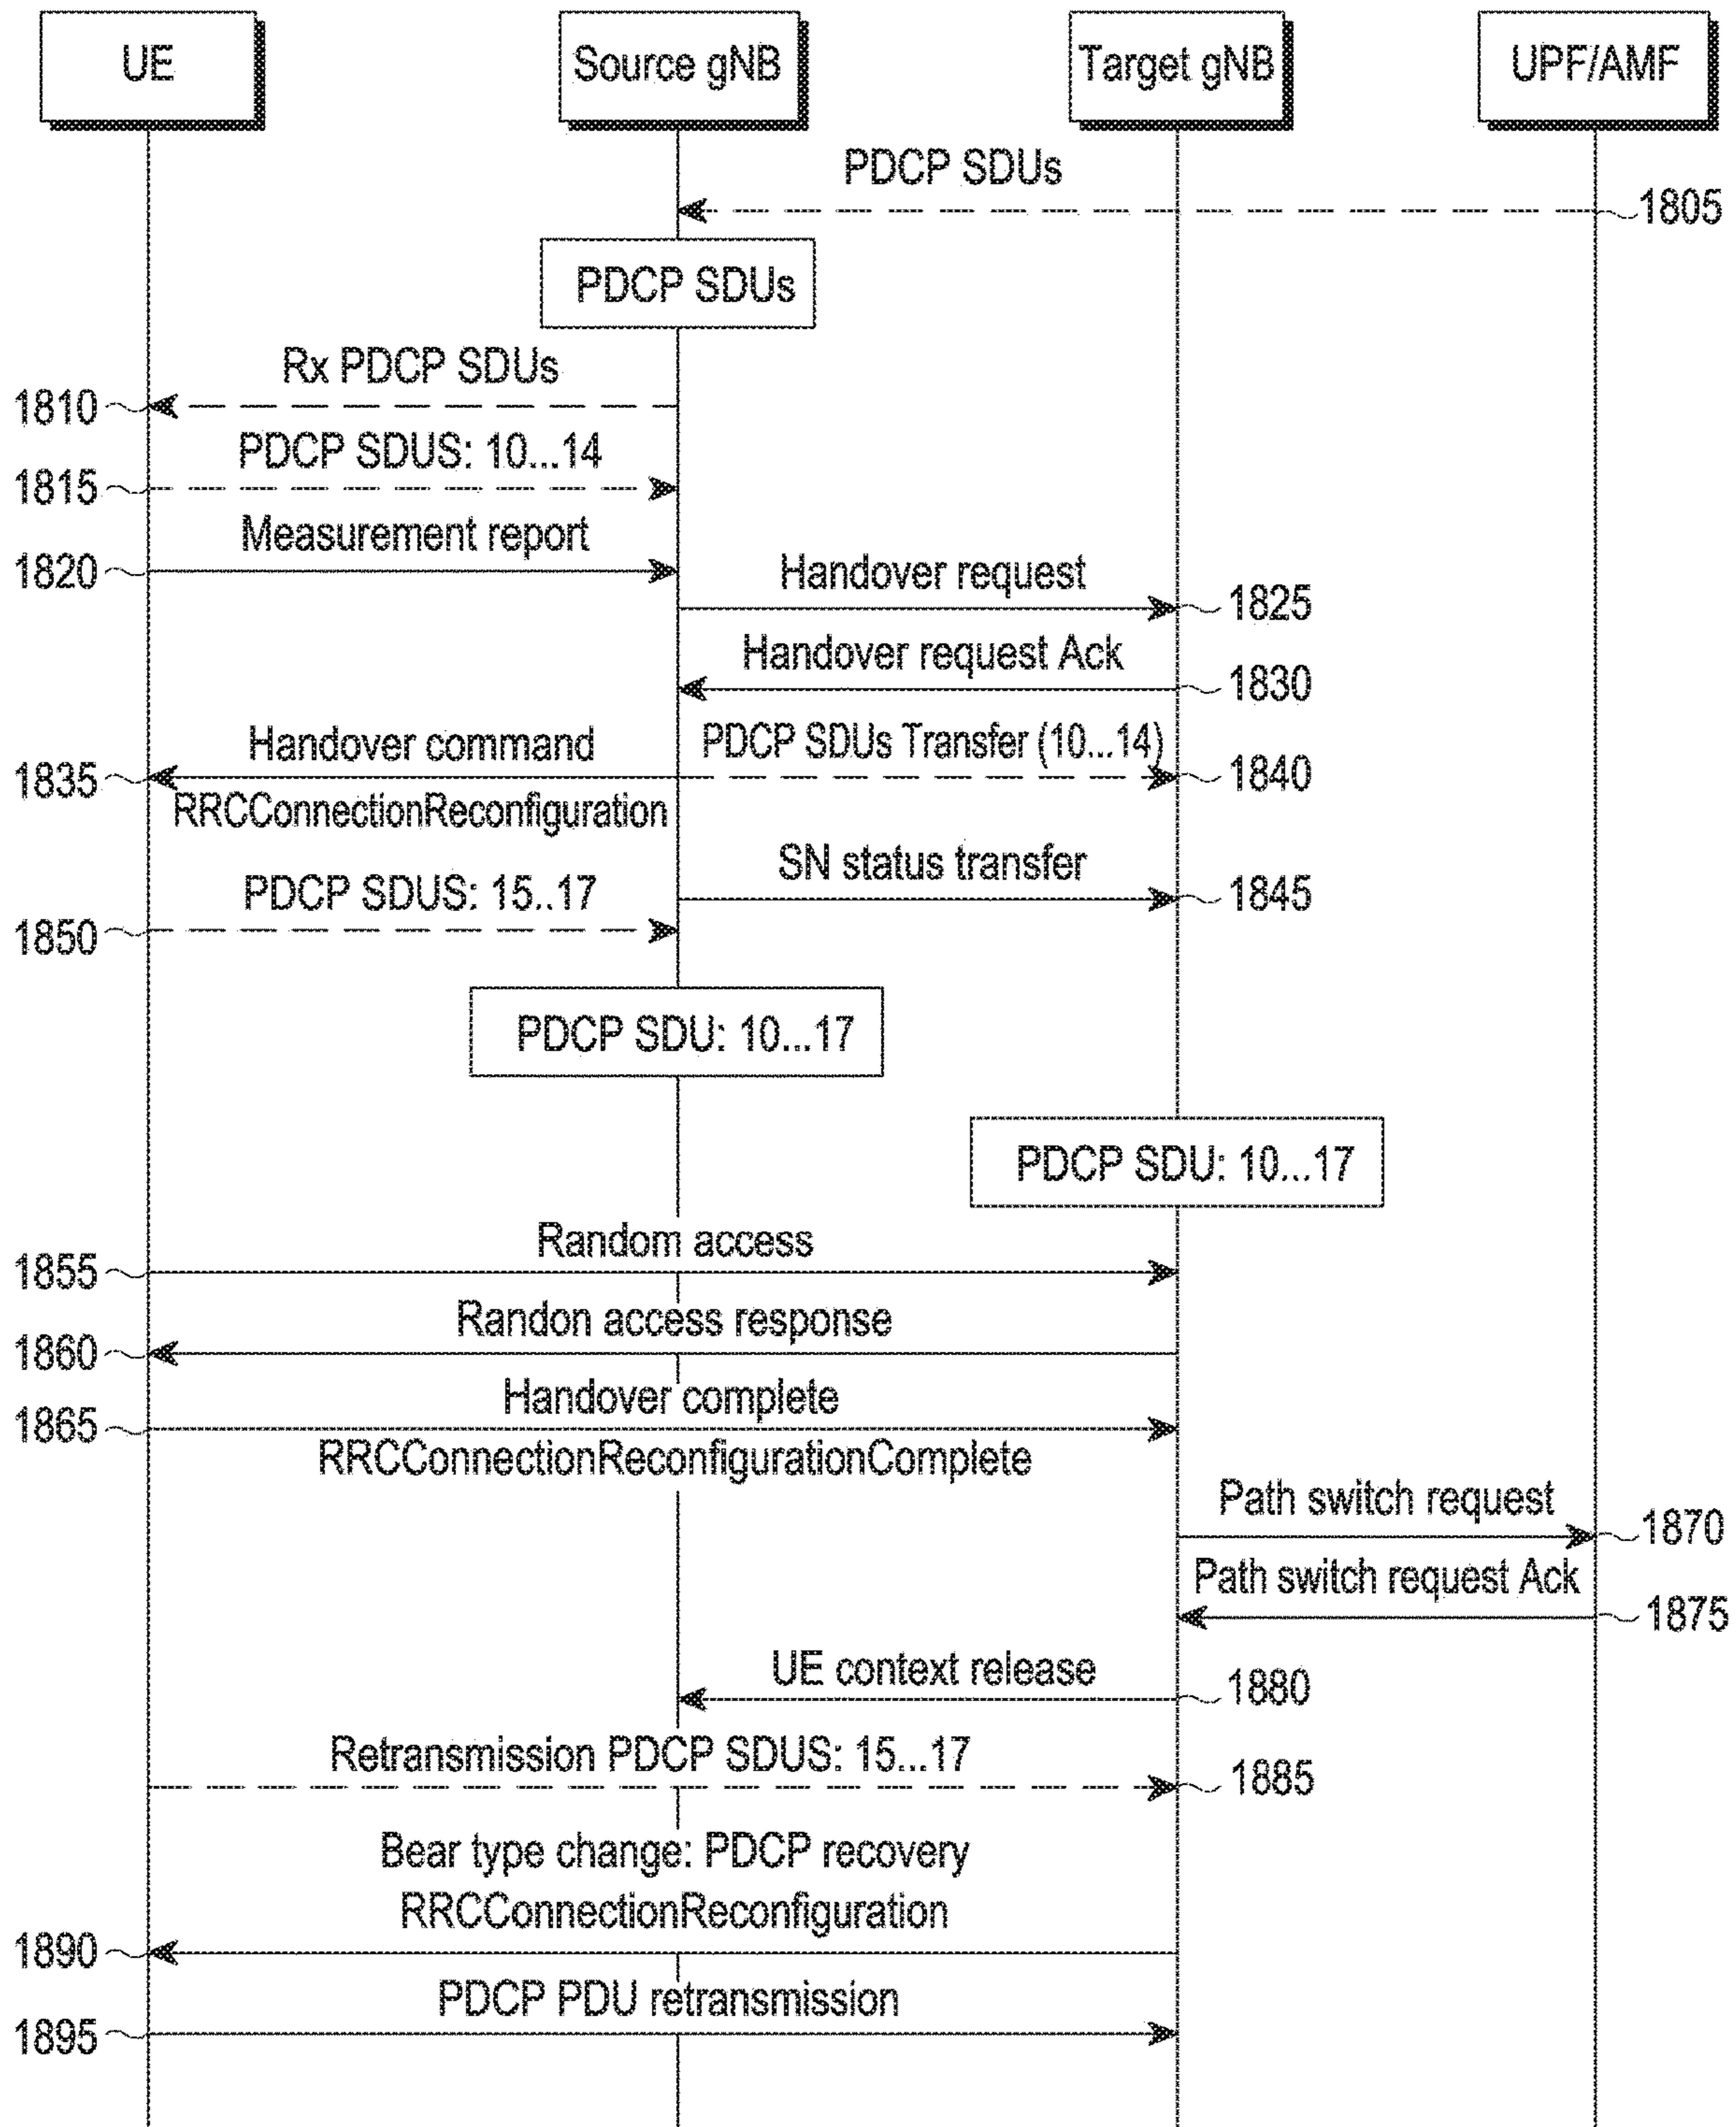 UE
Source gNB
Target gNB
UPF/AMF
PDCP SDUs
1805
PDCP SDUs
Rx PDCP SDUs
1810
PDCP SDUS: 10...14
1815
Measurement report
1820
Handover request
1825
Handover request Ack
1830
Handover command
PDCP SDUs Transfer (10...14)
1835
1840
RRCConnectionReconfiguration
SN status transfer
1845
PDCP SDUS: 15..17
1850
PDCP SDU: 10...17
PDCP SDU: 10...17
Random access
1855
Randon access response
1860
Handover complete
1865
RRCConnectionReconfigurationComplete
Path switch request
1870
Path switch request Ack
1875
UE context release
1880
Retransmission PDCP SDUS: 15...17
1885
Bear type change: PDCP recovery
RRCConnectionReconfiguration
1890
PDCP PDU retransmission
1895